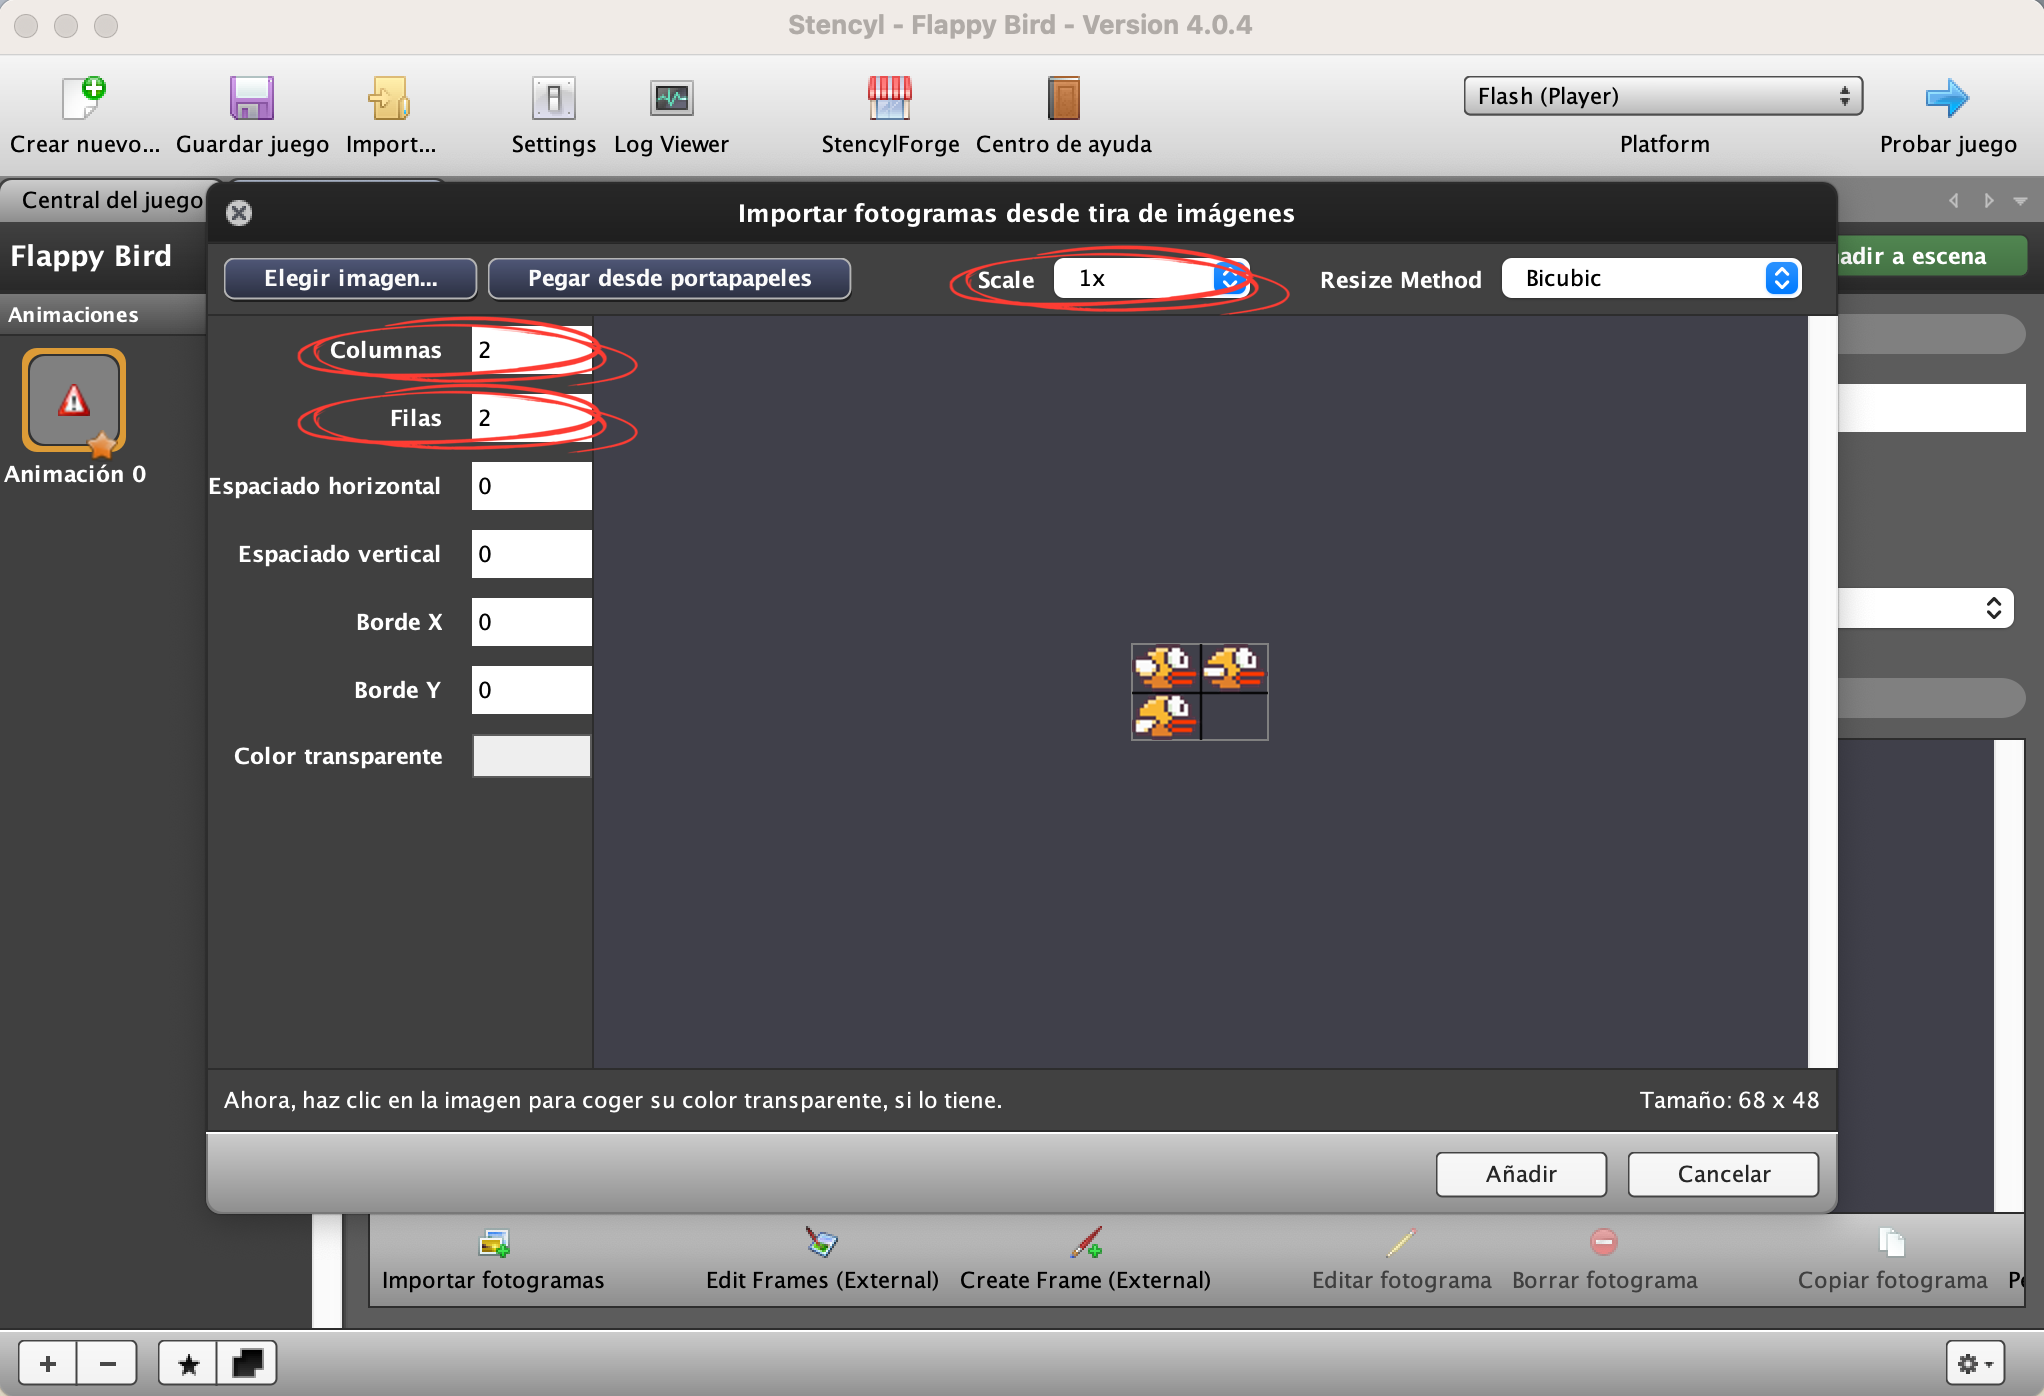 Stencyl - Flappy Bird - Version 4.0.4
Crear nuevo... Guardar juego Import... Settings Log Viewer StencylForge Centro de ayuda Flash (Player) Platform Probar juego
Central del juego
Importar fotogramas desde tira de imágenes
Flappy Bird
adir a escena
Elegir imagen... Pegar desde portapapeles Scale 1x Resize Method Bicubic
Animaciones
Animación 0
Columnas 2
Filas 2
Espaciado horizontal 0
Espaciado vertical 0
Borde X 0
Borde Y 0
Color transparente
Ahora, haz clic en la imagen para coger su color transparente, si lo tiene. Tamaño: 68 x 48
Añadir Cancelar
Importar fotogramas Edit Frames (External) Create Frame (External) Editar fotograma Borrar fotograma Copiar fotograma